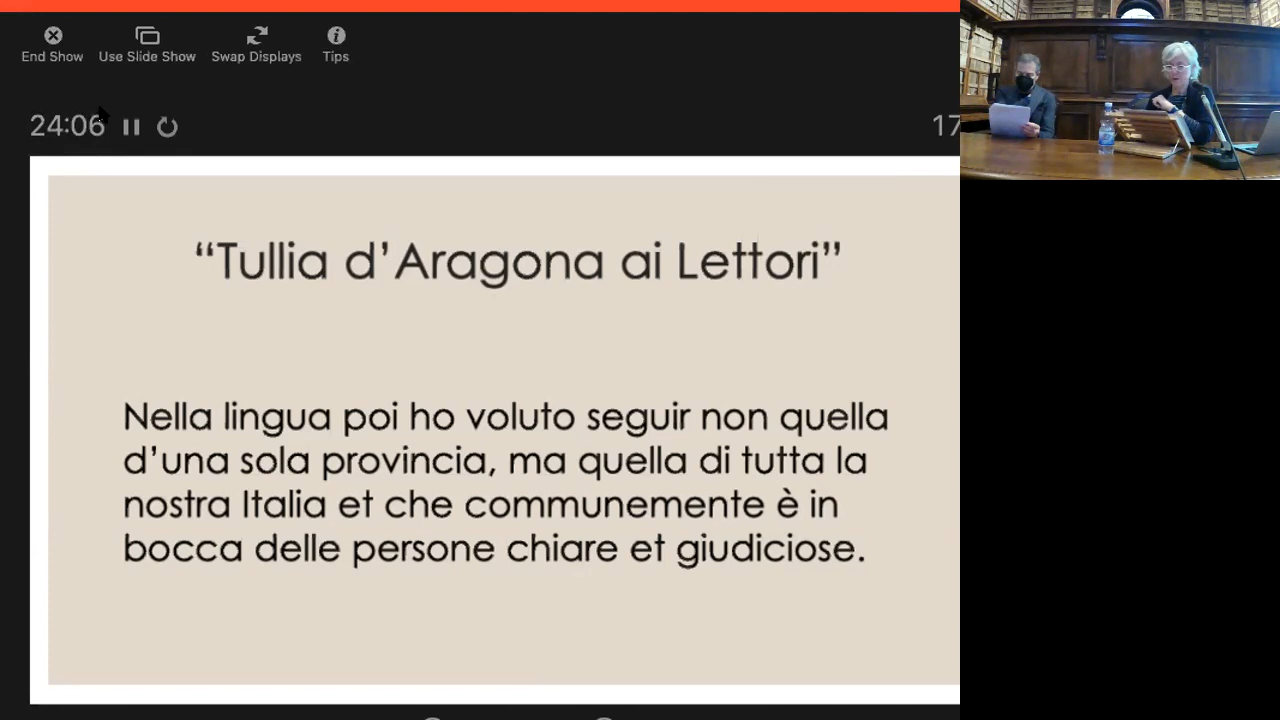 End Show
Use Slide Show
Swap Displays
Tips
24:06
17
“Tullia d’Aragona ai Lettori”
Nella lingua poi ho voluto seguir non quella
d’una sola provincia, ma quella di tutta la
nostra Italia et che communemente è in
bocca delle persone chiare et giudiciose.